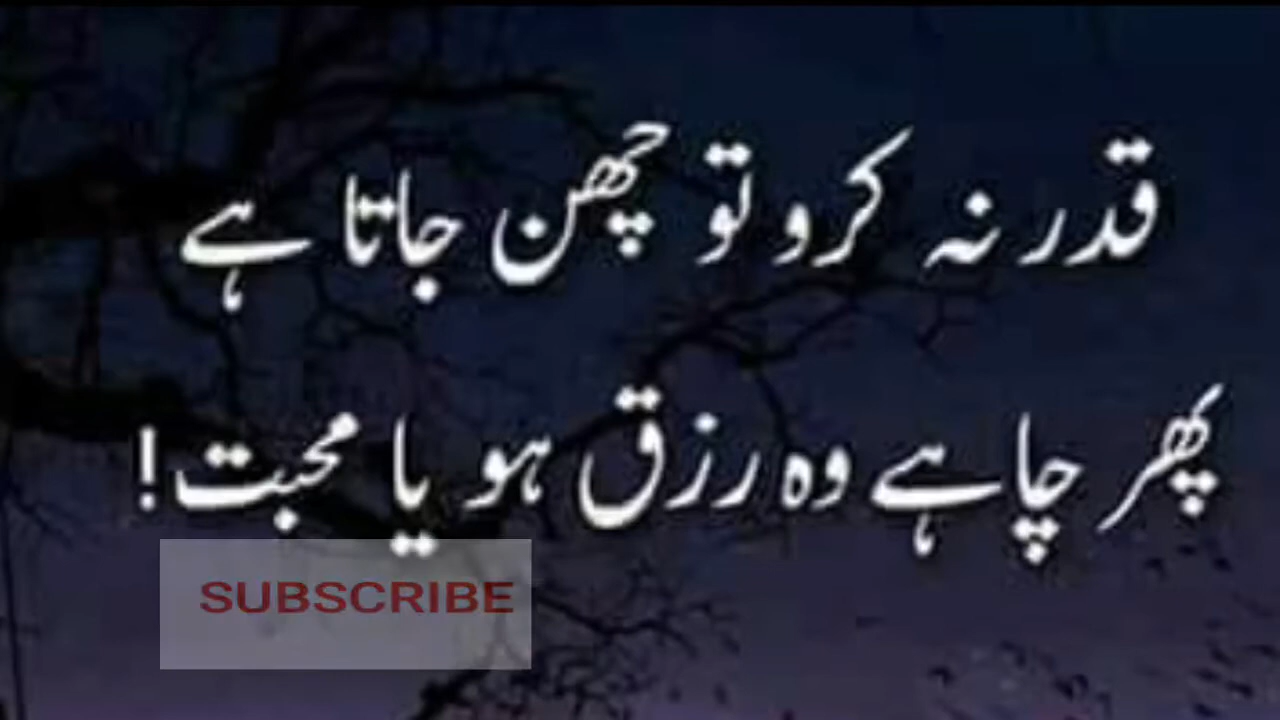 قدر نہ کرو تو چھن جاتا ہے
پھر چاہے وہ رزق ہو یا محبت!
SUBSCRIBE